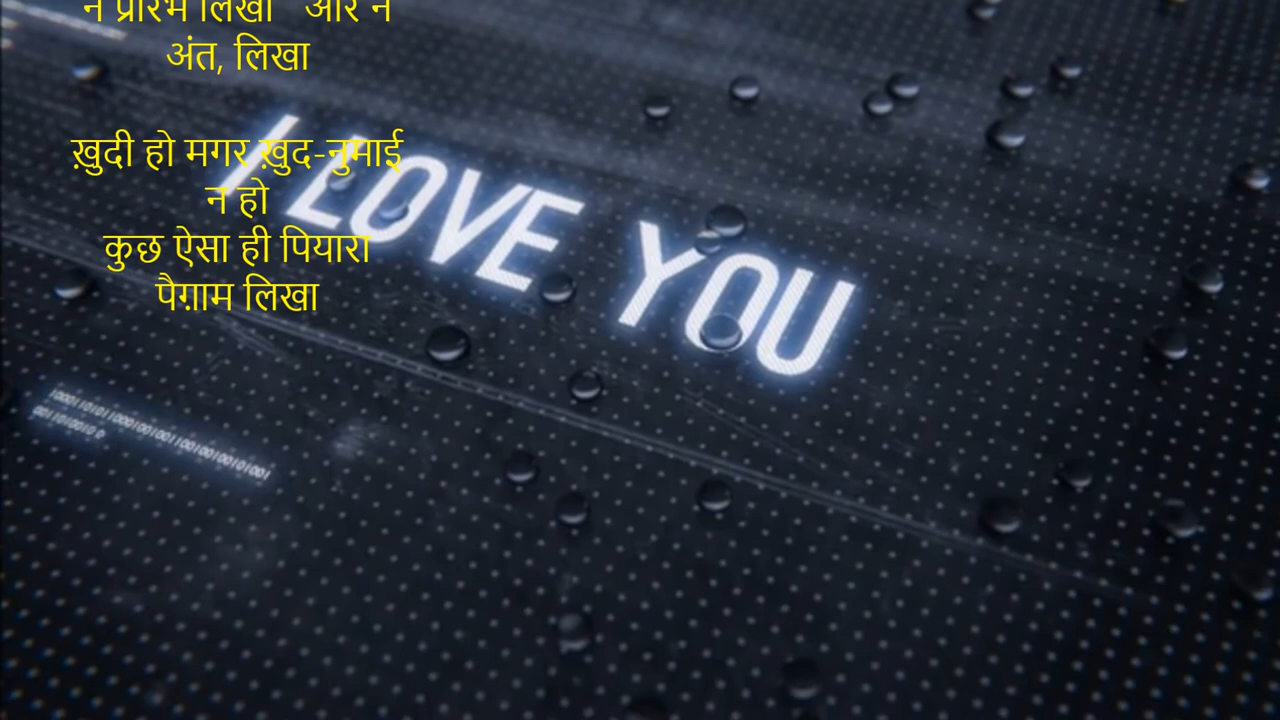 न प्रारंभ लिखा और न
अंत, लिखा
ख़ुदी हो मगर ख़ुद-नुमाई
न हो
कुछ ऐसा ही पियारा
पैग़ाम लिखा
I LOVE YOU